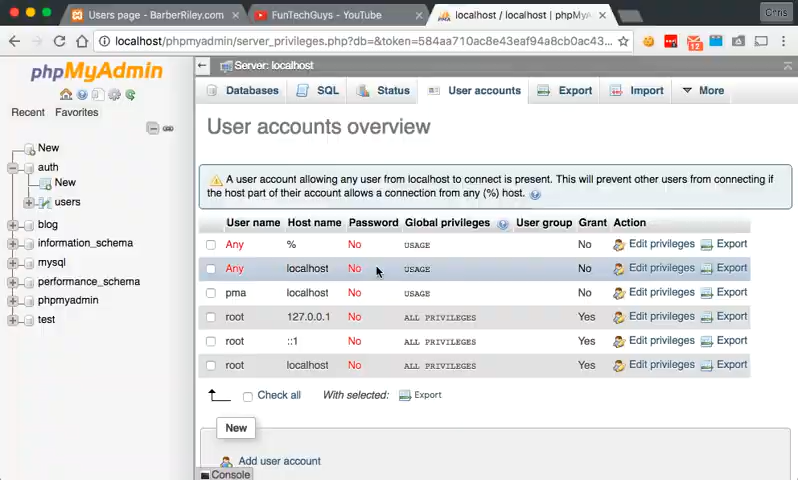 Users page - BarberRiley.com
FunTechGuys - YouTube
localhost / localhost | phpMyA
Chris
localhost/phpmyadmin/server_privileges.php?db=&token=584aa710ac8e43eaf94a8cb0ac43...
12
phpMyAdmin
Recent Favorites
New
auth
New
users
blog
information_schema
mysql
performance_schema
phpmyadmin
test
Server: localhost
Databases SQL Status User accounts Export Import More
User accounts overview
A user account allowing any user from localhost to connect is present. This will prevent other users from connecting if
the host part of their account allows a connection from any (%) host.
User name Host name Password Global privileges User group Grant Action
Any % No USAGE No Edit privileges Export
Any localhost No USAGE No Edit privileges Export
pma localhost No USAGE No Edit privileges Export
root 127.0.0.1 No ALL PRIVILEGES Yes Edit privileges Export
root ::1 No ALL PRIVILEGES Yes Edit privileges Export
root localhost No ALL PRIVILEGES Yes Edit privileges Export
Check all With selected: Export
New
Add user account
Console